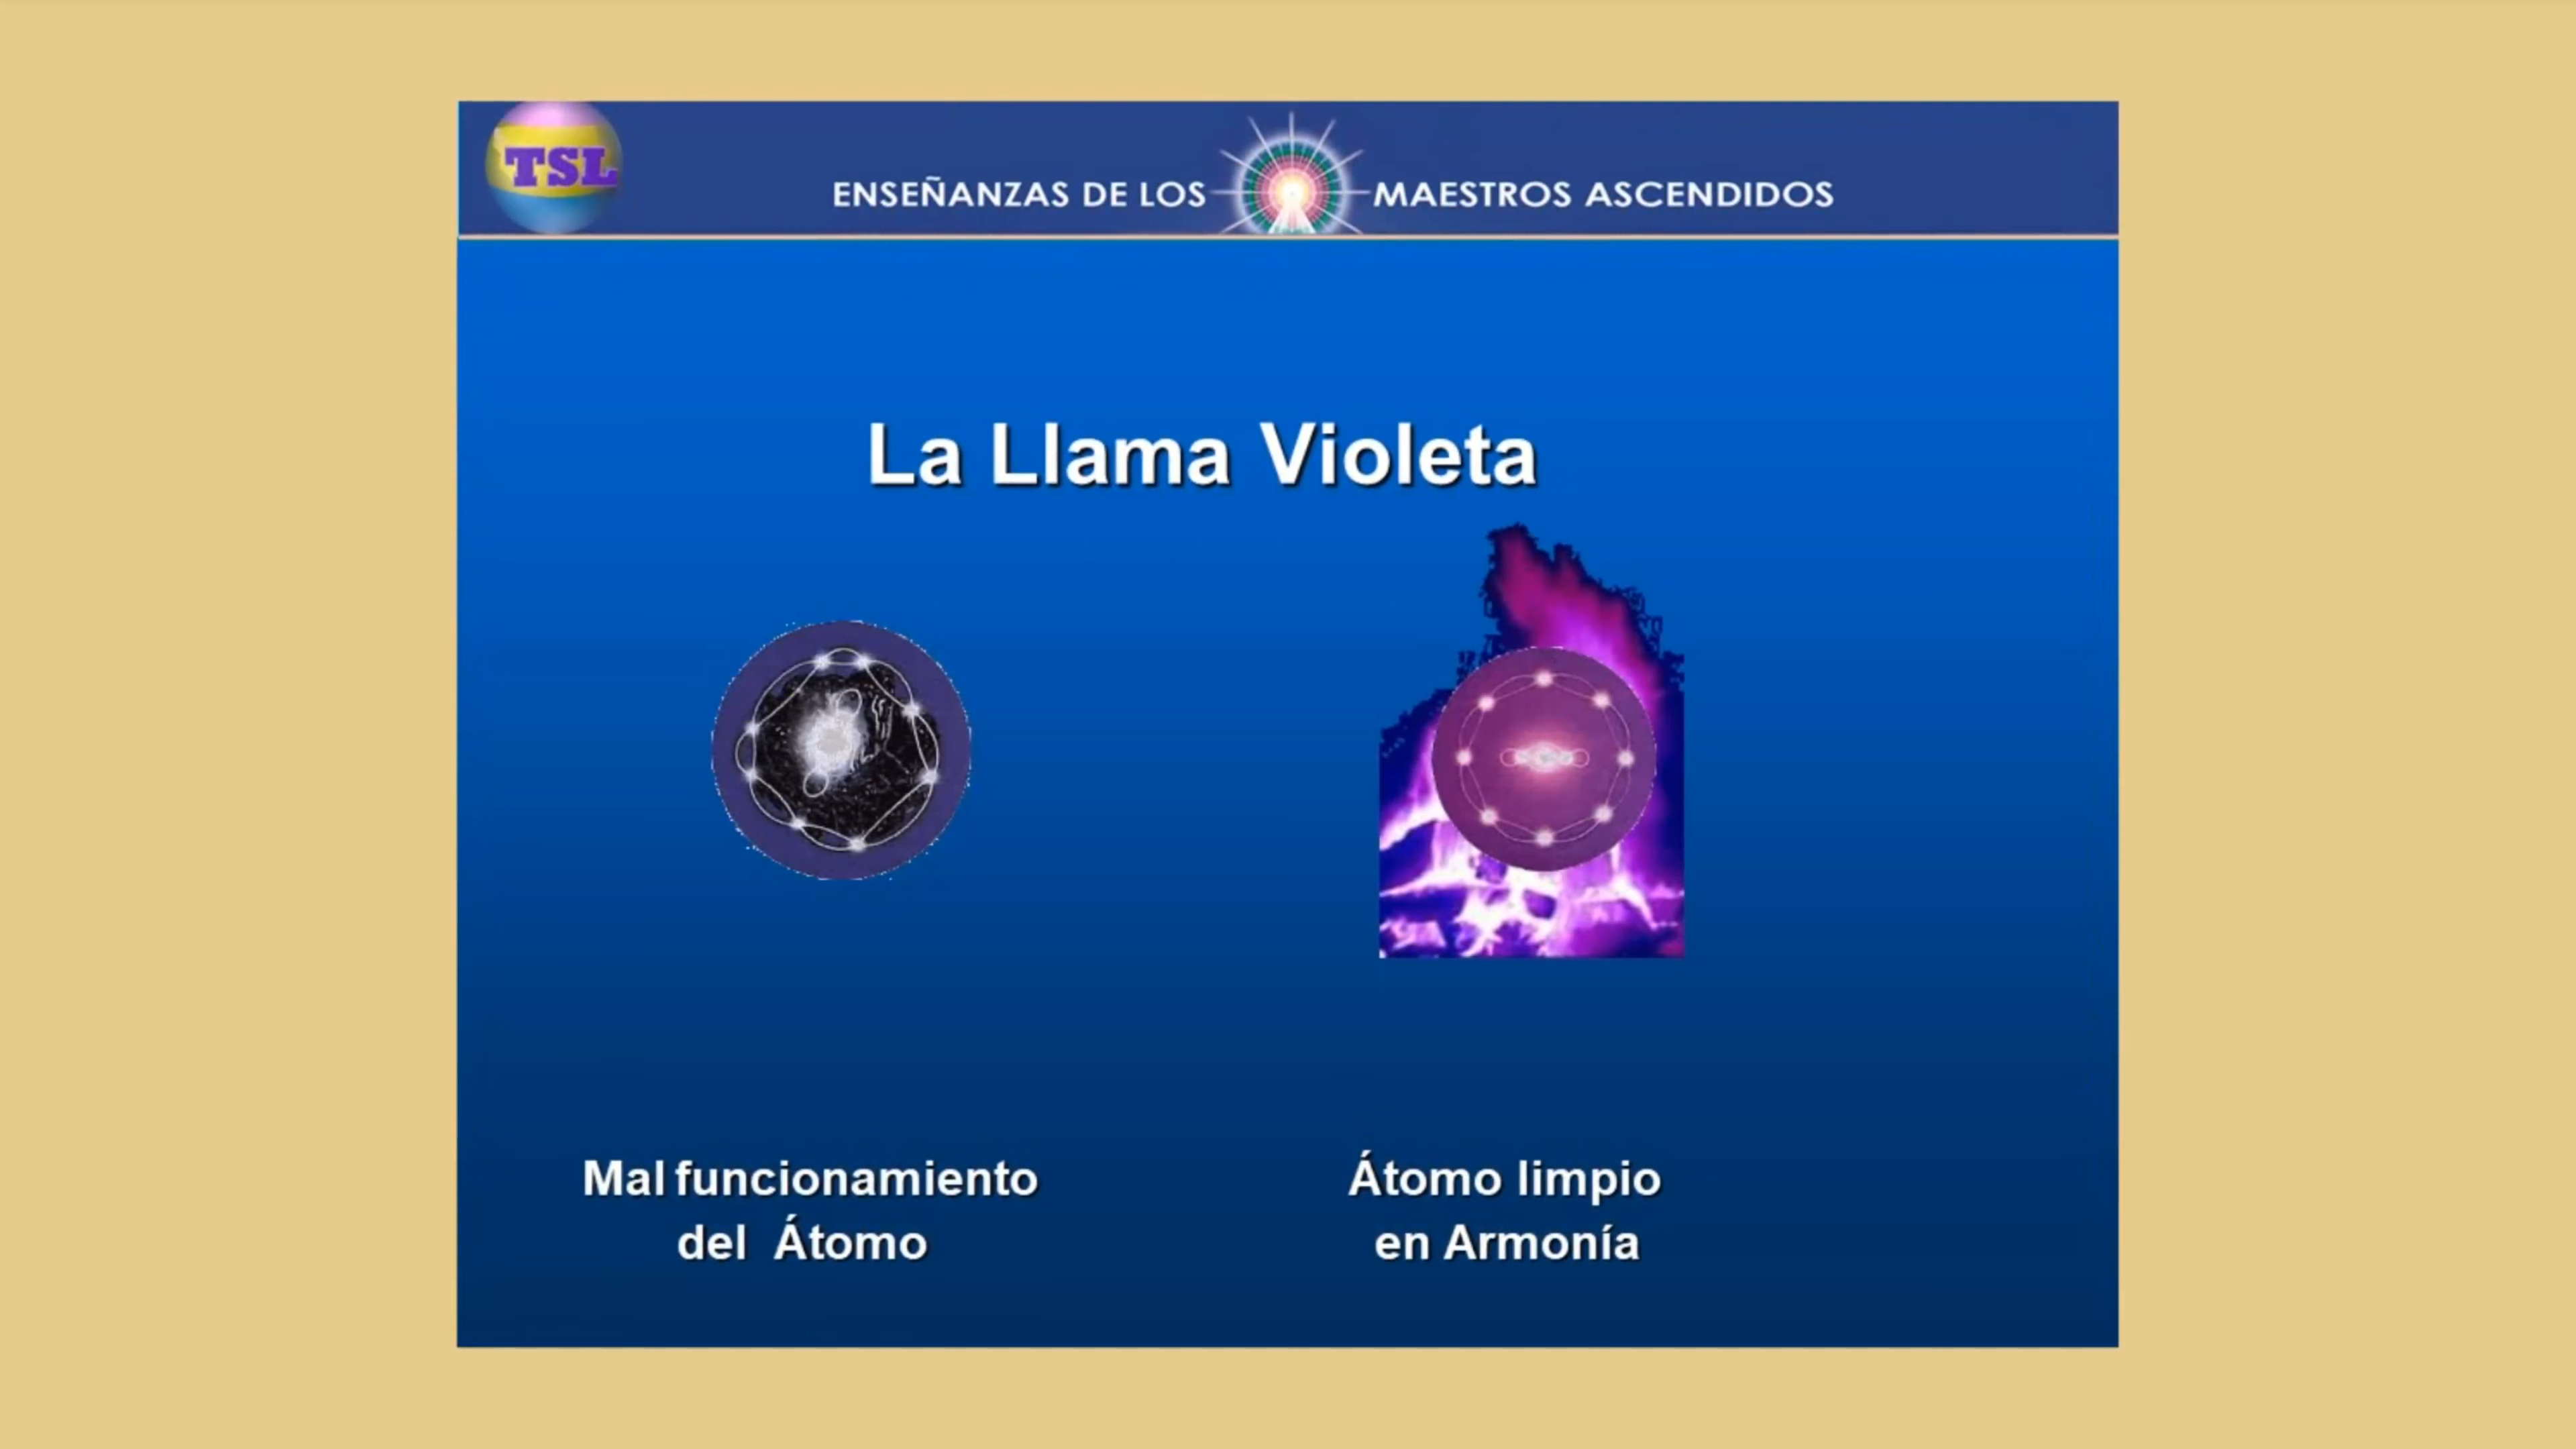 TSL
ENSEÑANZAS DE LOS MAESTROS ASCENDIDOS
La Llama Violeta
Mal funcionamiento
del Átomo
Átomo limpio
en Armonía